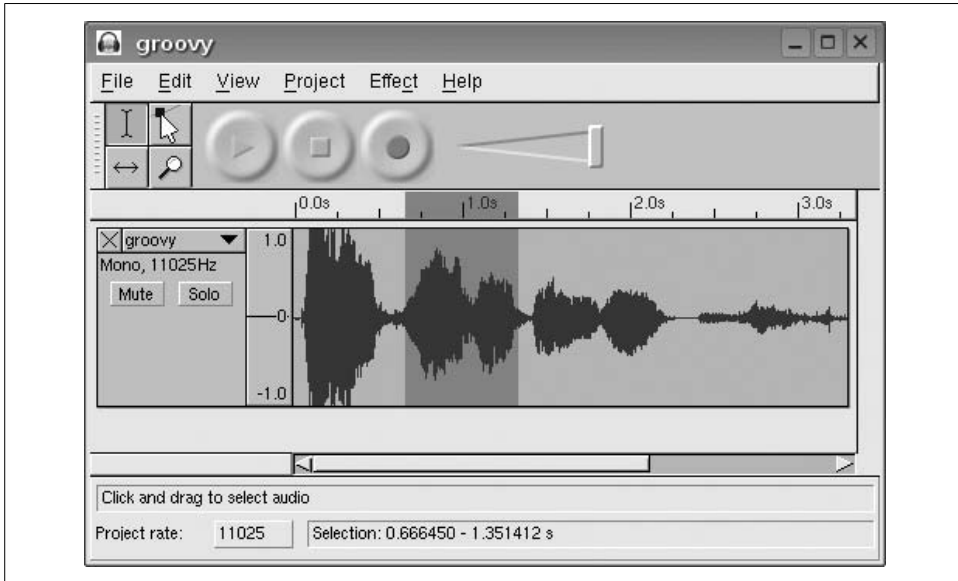 groovy
File Edit View Project Effect Help
0.0s 1.0s 2.0s 3.0s
groovy 1.0
Mono, 11025Hz
Mute Solo
0
-1.0
Click and drag to select audio
Project rate: 11025 Selection: 0.666450 - 1.351412 s